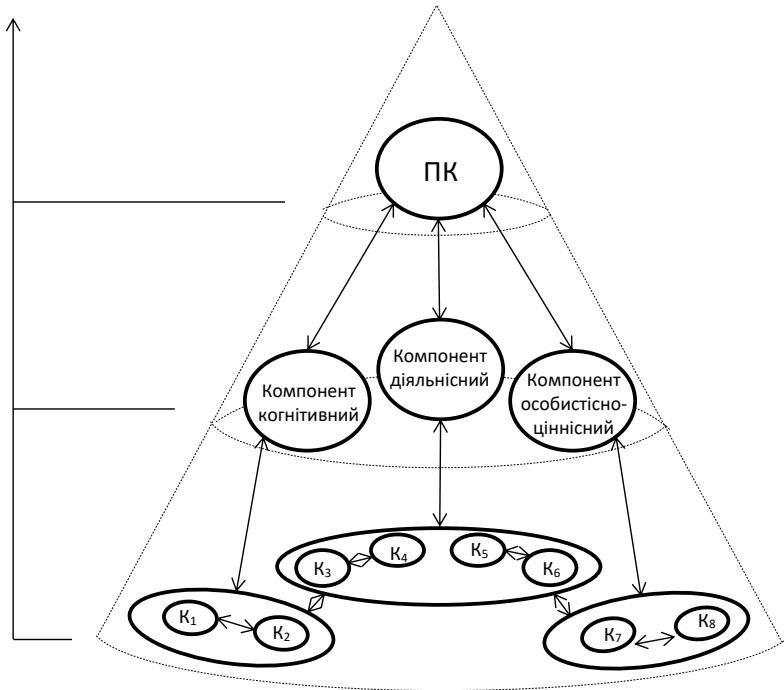 ПК
Компонент
діяльнісний
Компонент
когнітивний
Компонент
особистісно-
ціннісний
К₃
К₄
К₅
К₆
К₁
К₂
К₇
К₈